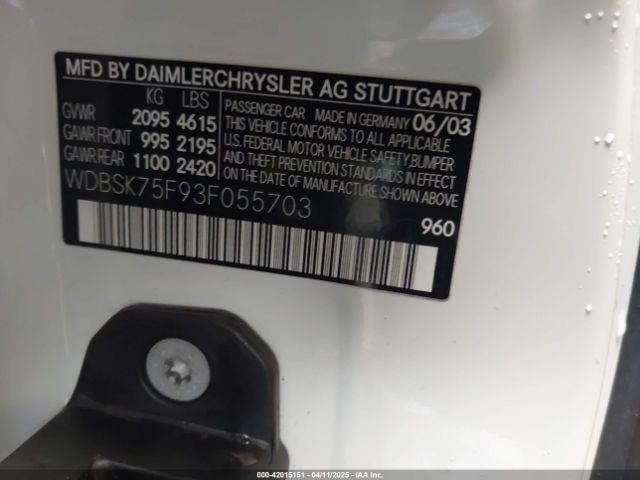 MFD BY DAIMLERCHRYSLER AG STUTTGART
KG LBS
GVWR 2095 4615
GAWR FRONT 995 2195
GAWR REAR 1100 2420
PASSENGER CAR MADE IN GERMANY 06/03
THIS VEHICLE CONFORMS TO ALL APPLICABLE
U.S. FEDERAL MOTOR VEHICLE SAFETY,BUMPER
AND THEFT PREVENTION STANDARDS IN EFFECT
ON THE DATE OF MANUFACTURE SHOWN ABOVE
WDBSK75F93F055703
960
000-42015151 - 04/11/2025 - IAA Inc.